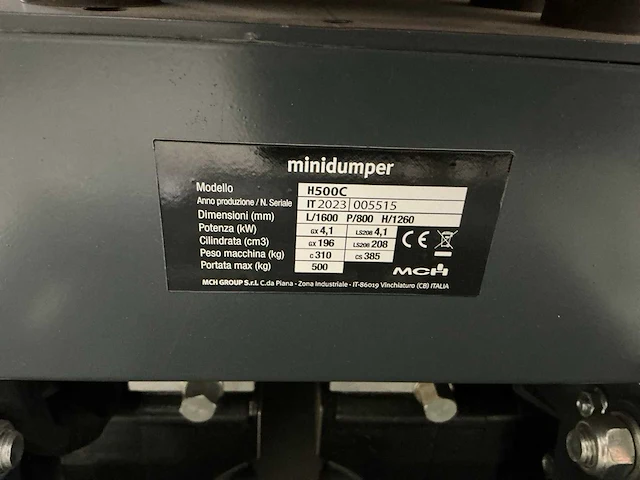 minidumper
Modello H500C
Anno produzione / N. Seriale IT 2023 005515
Dimensioni (mm) L/1600 P/800 H/1260
Potenza (kW) GX 4,1 LS208 4,1
Cilindrata (cm3) GX 196 LS208 208
Peso macchina (kg) C 310 CS 385
Portata max (kg) 500
CE
MCH
MCH GROUP S.r.L. C.da Piana - Zona Industriale - IT-86019 Vinchiaturo (CB) ITALIA